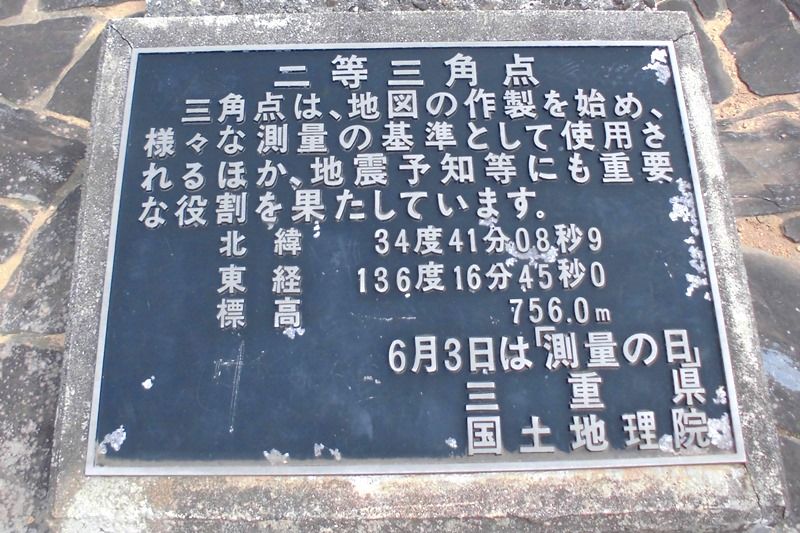 二等三角点
三角点は、地図の作製を始め、
様々な測量の基準として使用さ
れるほか、地震予知等にも重要
な役割を果たしています。
北緯 34度41分08秒9
東経 136度16分45秒0
標高 756.0m
6月3日は「測量の日」
三重県
国土地理院